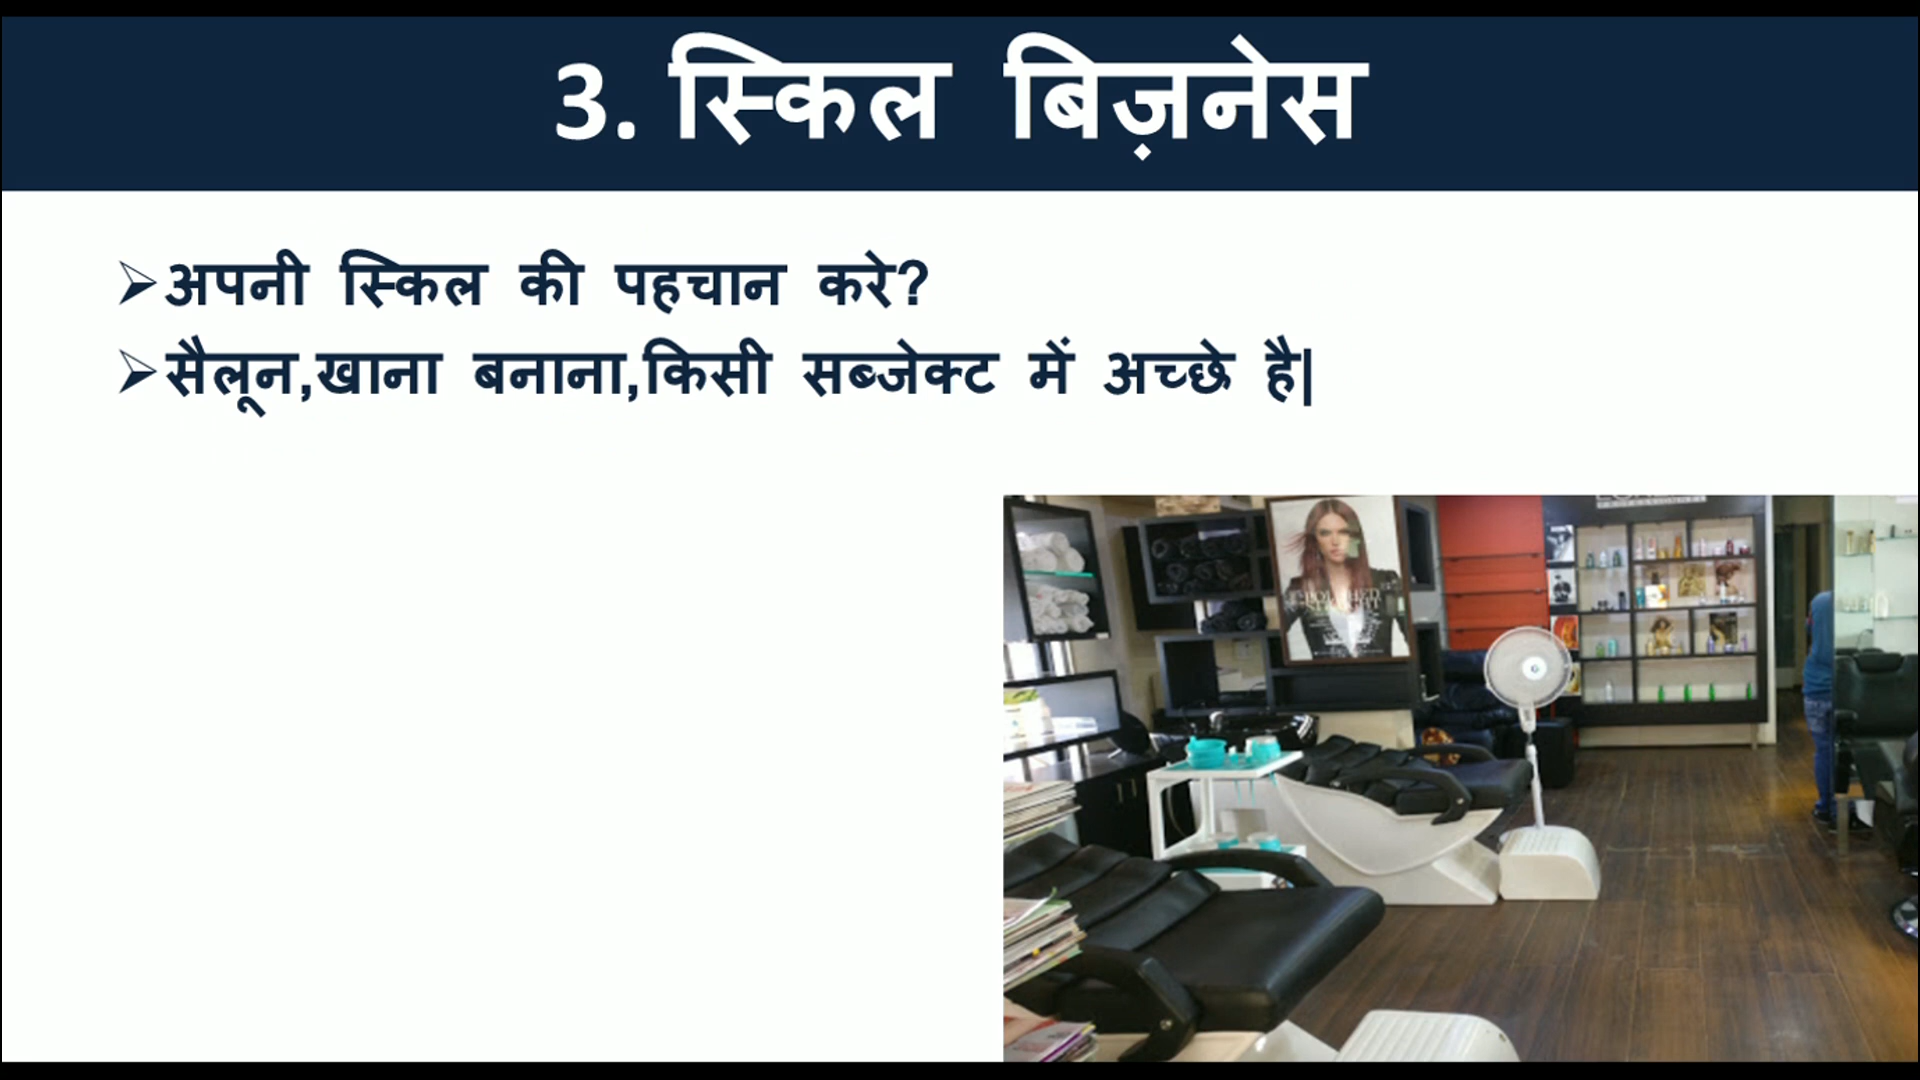 3. स्किल बिज़नेस
➢अपनी स्किल की पहचान करे?
➢सैलून,खाना बनाना,किसी सब्जेक्ट में अच्छे है|